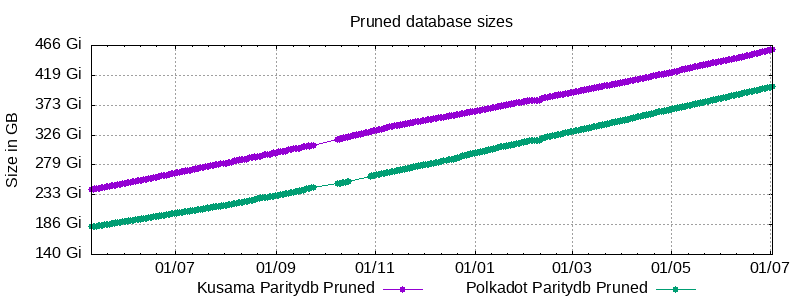 Pruned database sizes
466 Gi
419 Gi
373 Gi
326 Gi
279 Gi
233 Gi
186 Gi
140 Gi
Size in GB
01/07 01/09 01/11 01/01 01/03 01/05 01/07
Kusama Paritydb Pruned Polkadot Paritydb Pruned